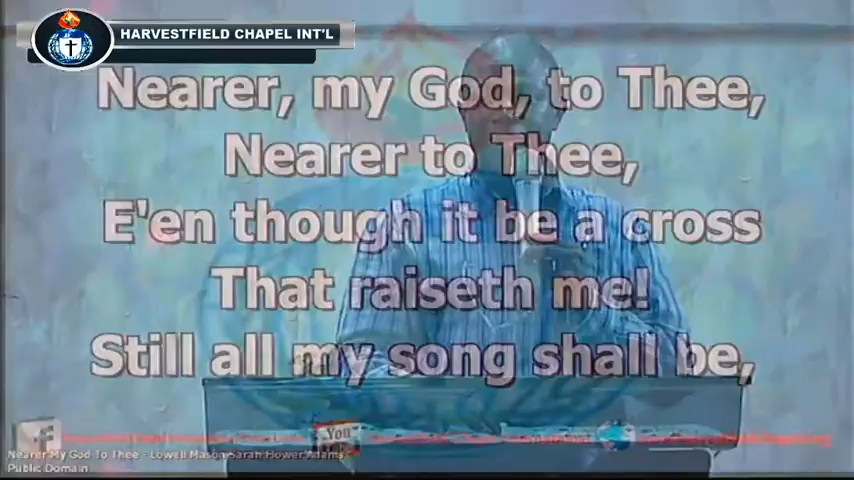 HARVESTFIELD CHAPEL INT'L
Nearer, my God, to Thee,
Nearer to Thee,
E'en though it be a cross
That raiseth me!
Still all my song shall be,
You
Nearer My God To Thee - Lowell Mason Sarah Flower Adams
Public Domain